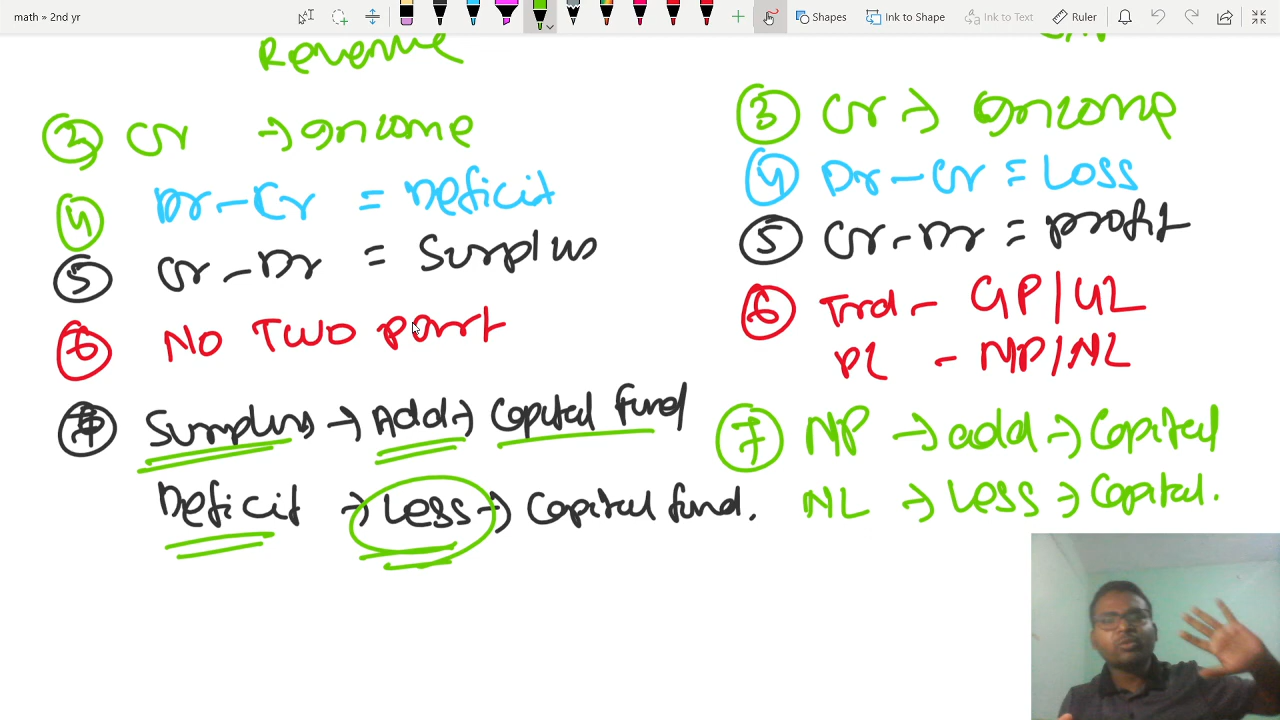 math » 2nd yr
Shapes Ink to Shape Ink to Text Ruler
Revenue
③ Cr → Income
④ Dr - Cr = Deficit
⑤ Cr - Dr = Surplus
⑥ No Two part
⑦ Surplus → Add → Capital fund
Deficit → Less → Capital fund.
③ Cr → Income
④ Dr - Cr = Loss
⑤ Cr - Dr = profit
⑥ Trd - GP/GL
PL - NP/NL
⑦ NP → add → Capital
NL → Less → Capital.